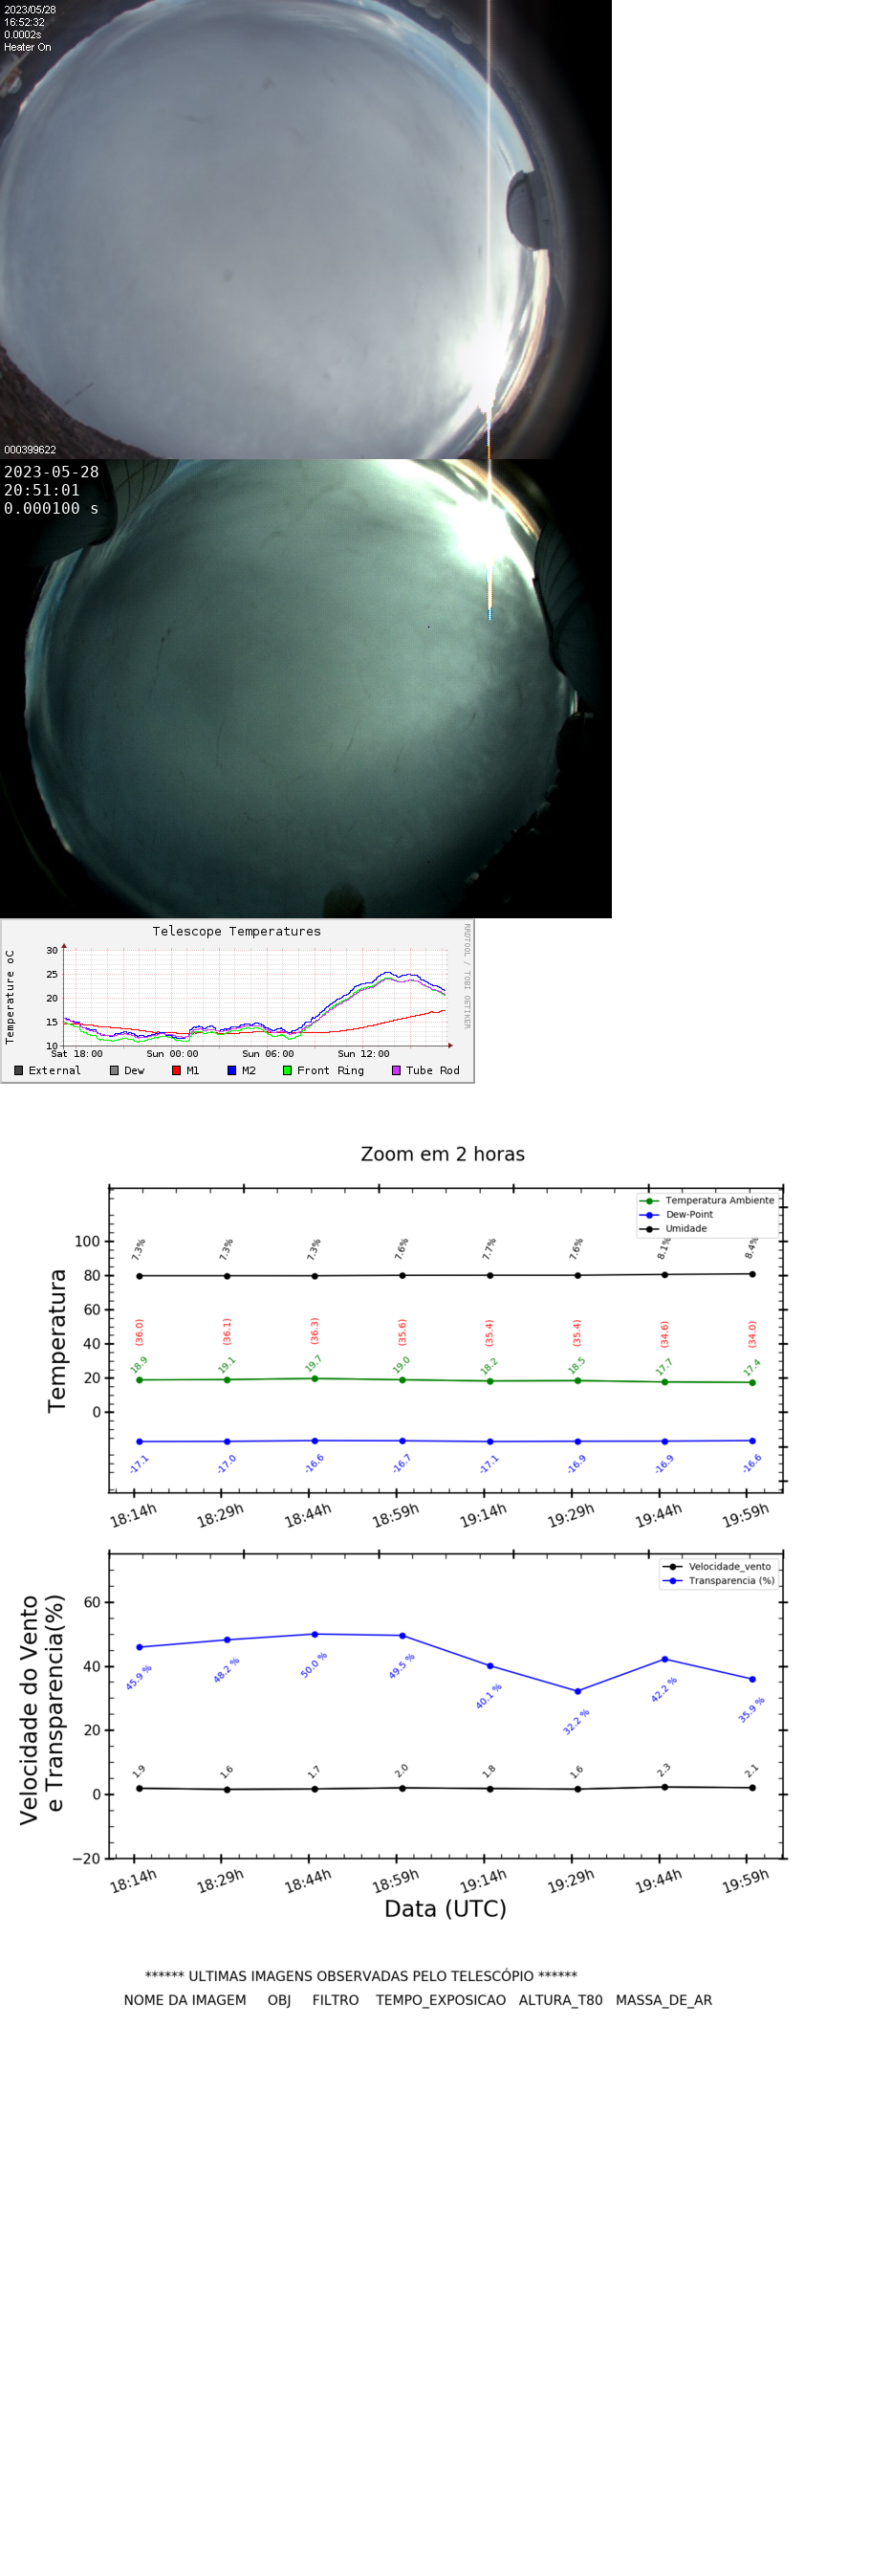 2023/05/28
16:52:32
0.0002s
Heater On
000399622
2023-05-28
20:51:01
0.000100 s
Telescope Temperatures
RRDTOOL / TOBI OETIKER
Temperature oC
30
25
20
15
10
Sat 18:00 Sun 00:00 Sun 06:00 Sun 12:00
External Dew M1 M2 Front Ring Tube Rod
Zoom em 2 horas
Temperatura Ambiente
Dew-Point
Umidade
Temperatura
100
80
60
40
20
0
7.3% 7.3% 7.3% 7.6% 7.7% 7.6% 8.1% 8.4%
(36.0) (36.1) (36.3) (35.6) (35.4) (35.4) (34.6) (34.0)
18.9 19.1 19.7 19.0 18.2 18.5 17.7 17.4
-17.1 -17.0 -16.6 -16.7 -17.1 -16.9 -16.9 -16.6
18:14h 18:29h 18:44h 18:59h 19:14h 19:29h 19:44h 19:59h
Velocidade_vento
Transparencia (%)
Velocidade do Vento
e Transparencia(%)
60
40
20
0
−20
45.9 % 48.2 % 50.0 % 49.5 % 40.1 % 32.2 % 42.2 % 35.9 %
1.9 1.6 1.7 2.0 1.8 1.6 2.3 2.1
18:14h 18:29h 18:44h 18:59h 19:14h 19:29h 19:44h 19:59h
Data (UTC)
****** ULTIMAS IMAGENS OBSERVADAS PELO TELESCÓPIO ******
NOME DA IMAGEM OBJ FILTRO TEMPO_EXPOSICAO ALTURA_T80 MASSA_DE_AR